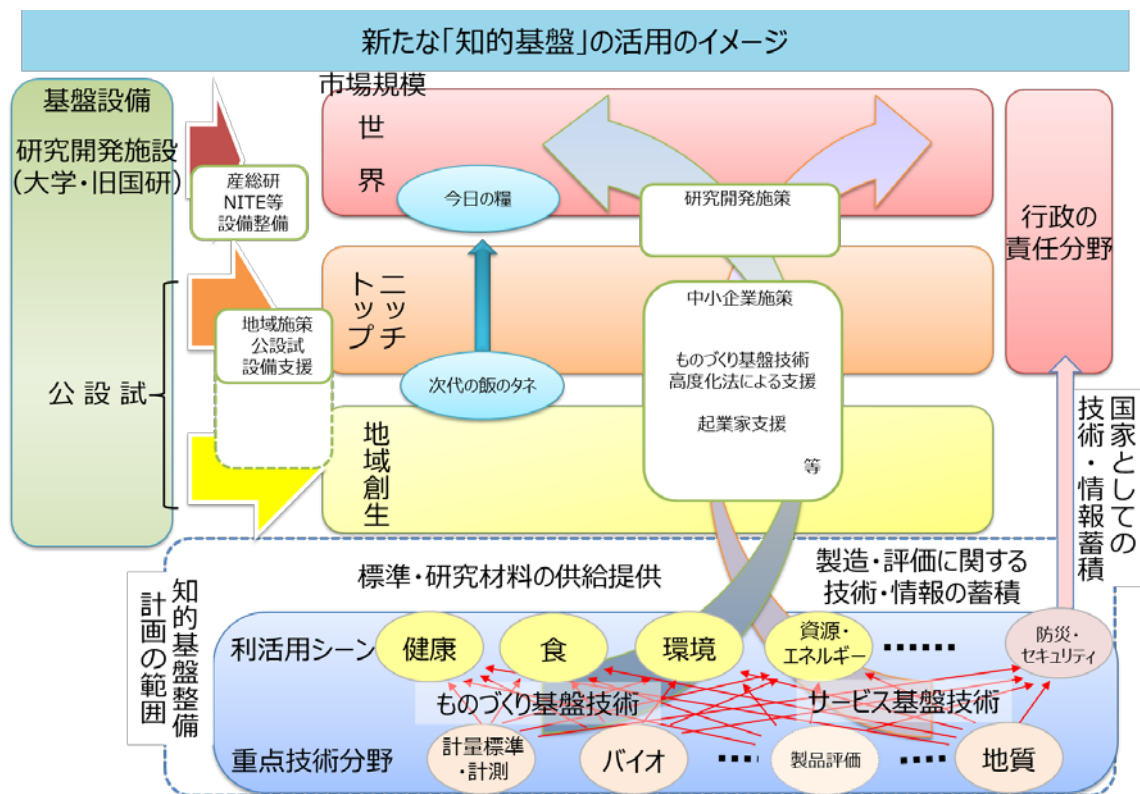 新たな「知的基盤」の活用のイメージ
基盤設備
研究開発施設
(大学・旧国研)
公設試
産総研
NITE等
設備整備
地域施策
公設試
設備支援
市場規模
世界
今日の糧
研究開発施策
ニッチ
トップ
中小企業施策
ものづくり基盤技術
高度化法による支援
起業家支援
等
次代の飯のタネ
地域創生
行政の
責任分野
国家としての
技術・情報蓄積
知的基盤整備
計画の範囲
標準・研究材料の供給提供
製造・評価に関する
技術・情報の蓄積
利活用シーン
健康
食
環境
資源・
エネルギー
防災・
セキュリティ
ものづくり基盤技術
サービス基盤技術
重点技術分野
計量標準
・計測
バイオ
製品評価
地質